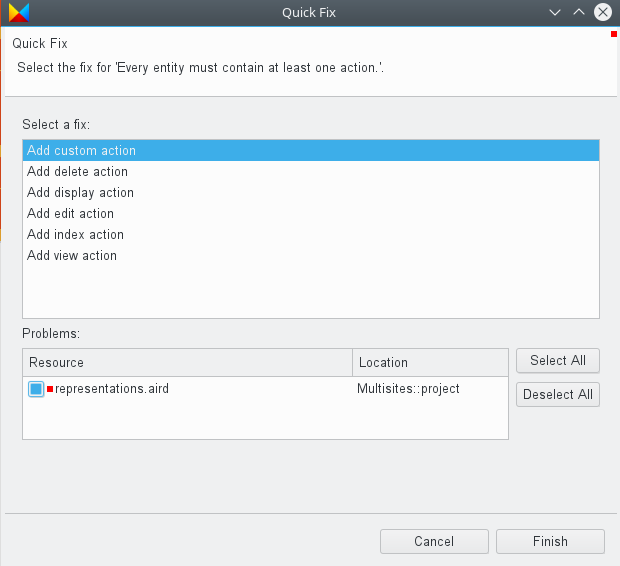 Quick Fix
Quick Fix
Select the fix for 'Every entity must contain at least one action.'.
Select a fix:
Add custom action
Add delete action
Add display action
Add edit action
Add index action
Add view action
Problems:
Resource Location
representations.aird Multisites::project
Select All
Deselect All
Cancel Finish